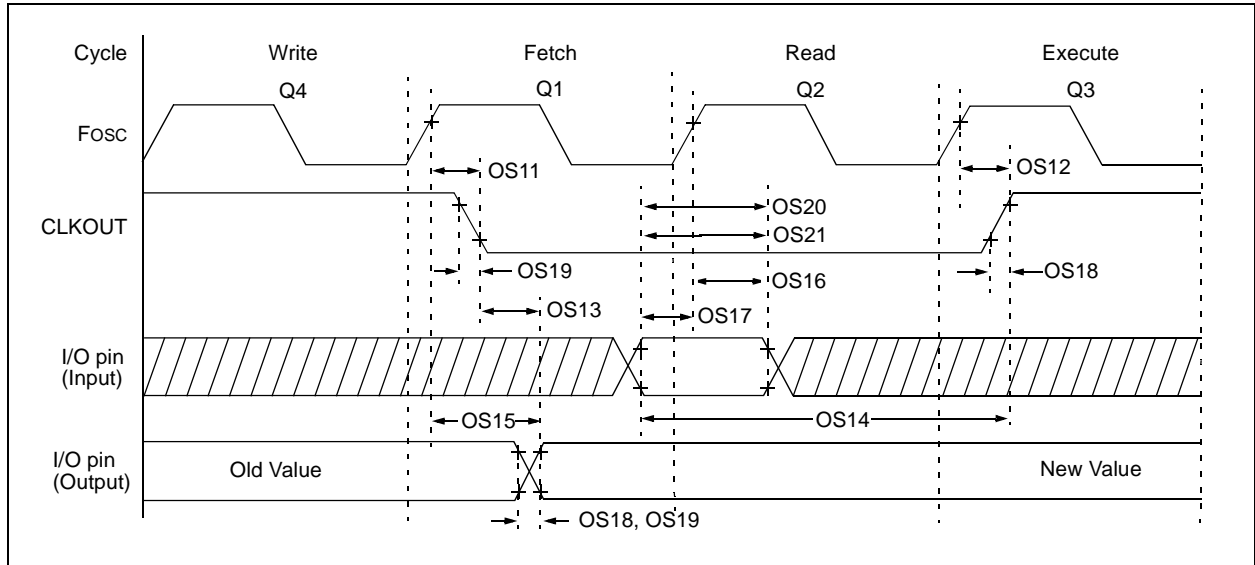 Cycle Write Fetch Read Execute
Q4 Q1 Q2 Q3
FOSC
OS11 OS12
OS20
CLKOUT OS21
OS19 OS18
OS16
OS13 OS17
I/O pin
(Input)
OS15 OS14
I/O pin
(Output)
Old Value New Value
OS18, OS19